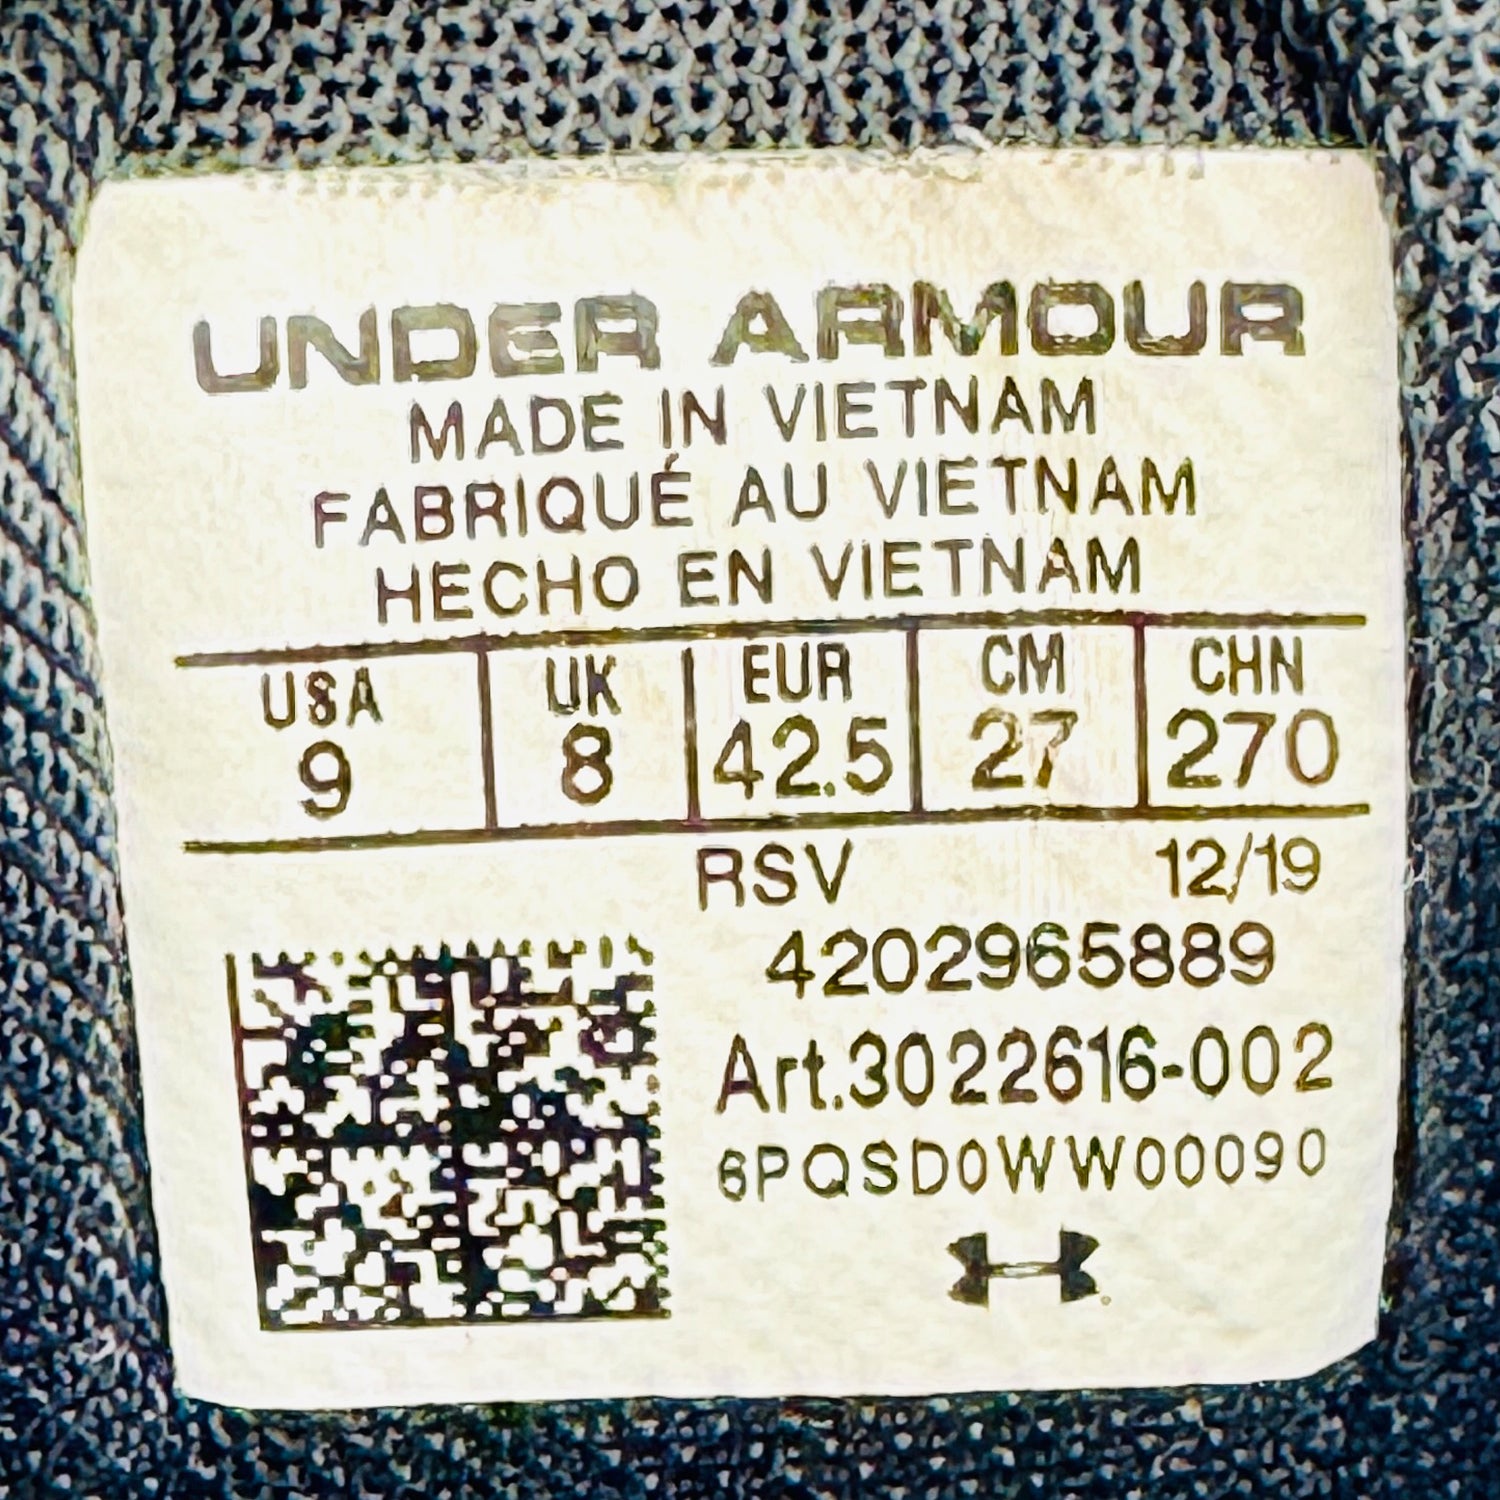 UNDER ARMOUR
MADE IN VIETNAM
FABRIQUÉ AU VIETNAM
HECHO EN VIETNAM
USA UK EUR CM CHN
9 8 42.5 27 270
RSV 12/19
4202965889
Art.3022616-002
6PQSD0WW00090